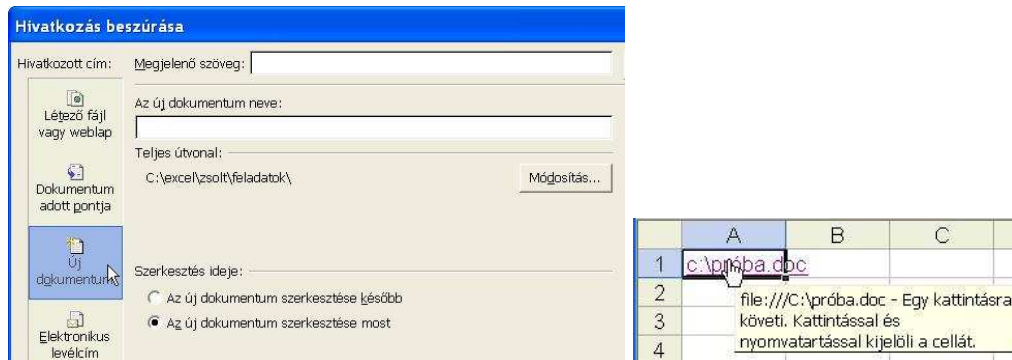 Hivatkozás beszúrása
Hivatkozott cím:
Megjelenő szöveg:
Létező fájl
vagy weblap
Az új dokumentum neve:
Teljes útvonal:
C:\excel\zsolt\feladatok\
Módosítás...
Dokumentum
adott pontja
Új
dokumentum
Szerkesztés ideje:
Az új dokumentum szerkesztése később
Az új dokumentum szerkesztése most
Elektronikus
levélcím
A B C
1 c:\próba.doc
2
3
4
file:///C:\próba.doc - Egy kattintásra
követi. Kattintással és
nyomvatartással kijelöli a cellát.